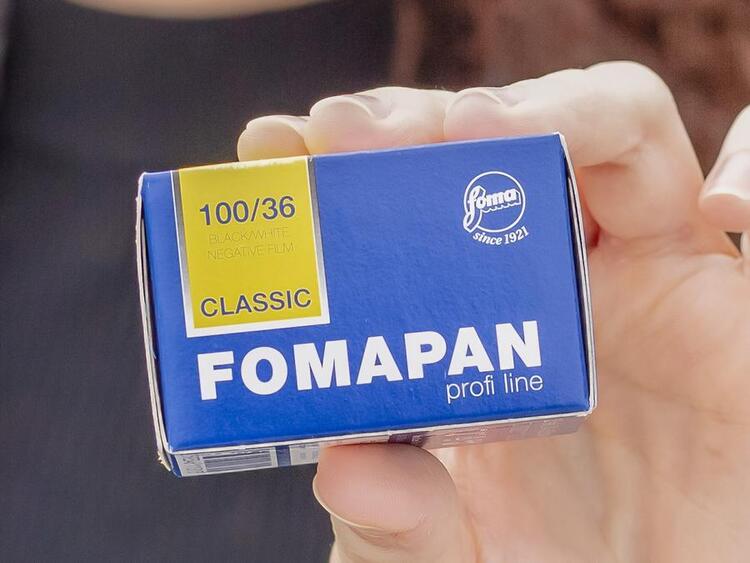 100/36
BLACK/WHITE
NEGATIVE FILM
CLASSIC
foma
since 1921
FOMAPAN
profi line